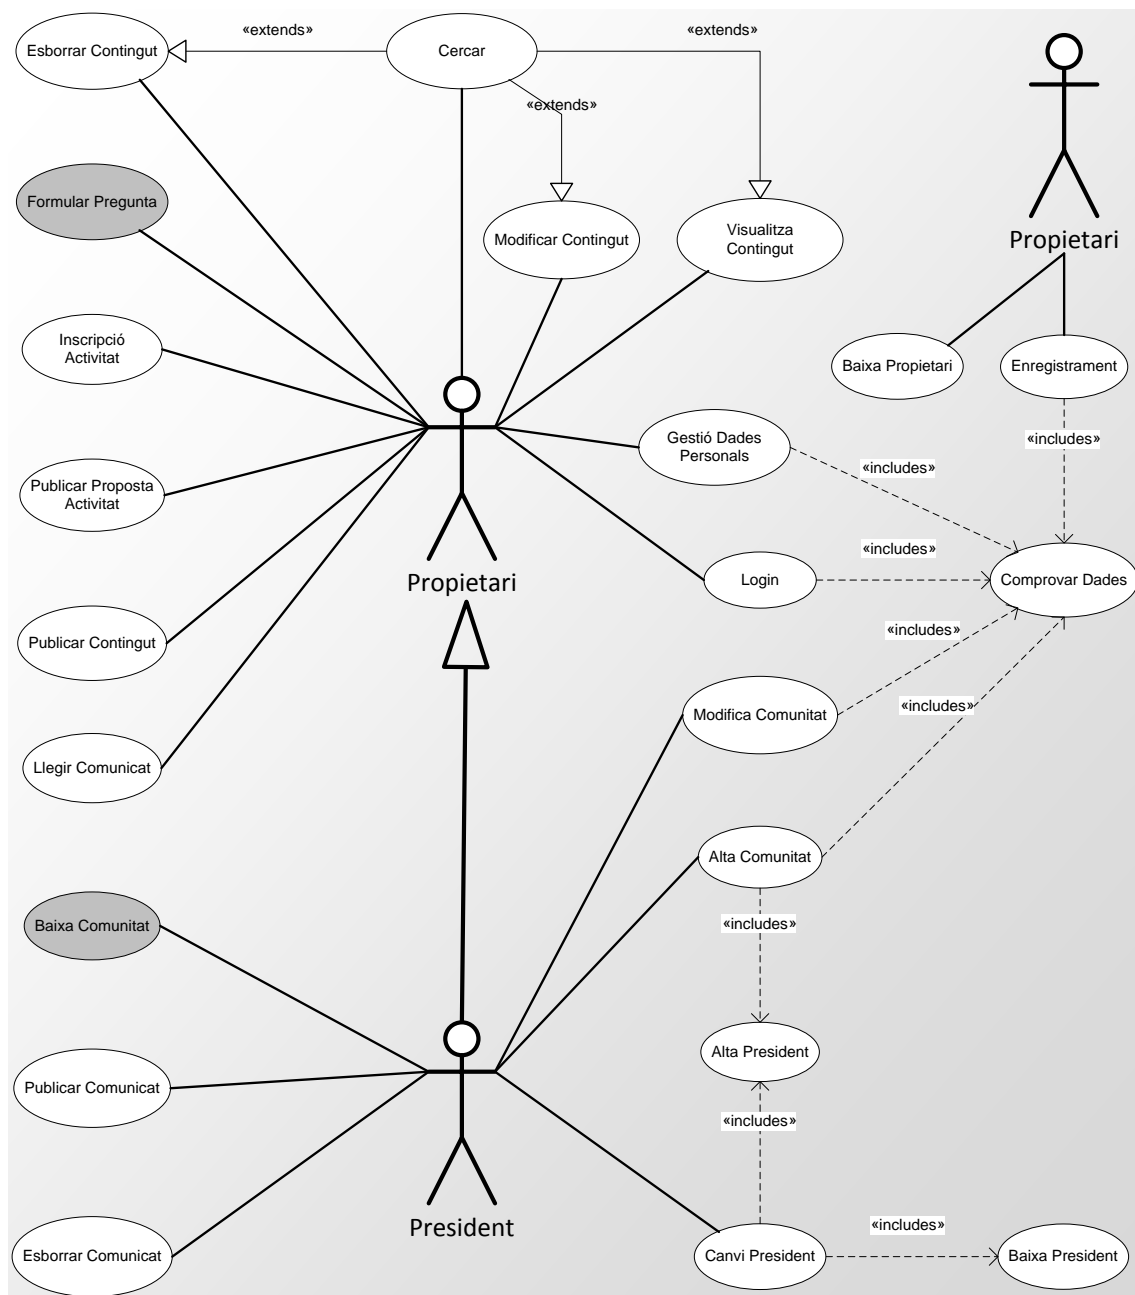 «extends»
«extends»
Esborrar Contingut
Cercar
«extends»
Formular Pregunta
Modificar Contingut
Visualitza
Contingut
Propietari
Inscripció
Activitat
Baixa Propietari
Enregistrament
Gestió Dades
Personals
«includes»
«includes»
Publicar Proposta
Activitat
«includes»
Propietari
Login
Comprovar Dades
Publicar Contingut
«includes»
«includes»
Modifica Comunitat
Llegir Comunicat
Alta Comunitat
Baixa Comunitat
«includes»
Alta President
Publicar Comunicat
«includes»
President
«includes»
Esborrar Comunicat
Canvi President
Baixa President